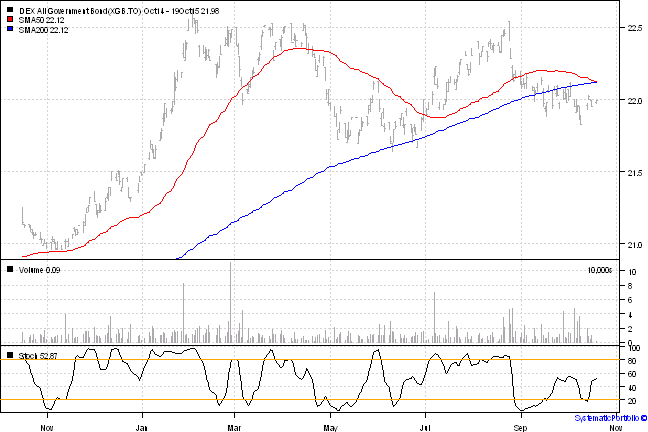 DEX All Government Bond(XGB.TO) Oct14 - 19Oct15 21.98
SMA50 22.12
SMA200 22.12
22.5
22.0
21.5
21.0
Volume 0.09
10,000s
10
8
6
4
2
0
Stoch 52.87
100
80
60
40
20
Nov
Jan
Mar
May
Jul
Sep
Nov
SystematicPortfolio ©